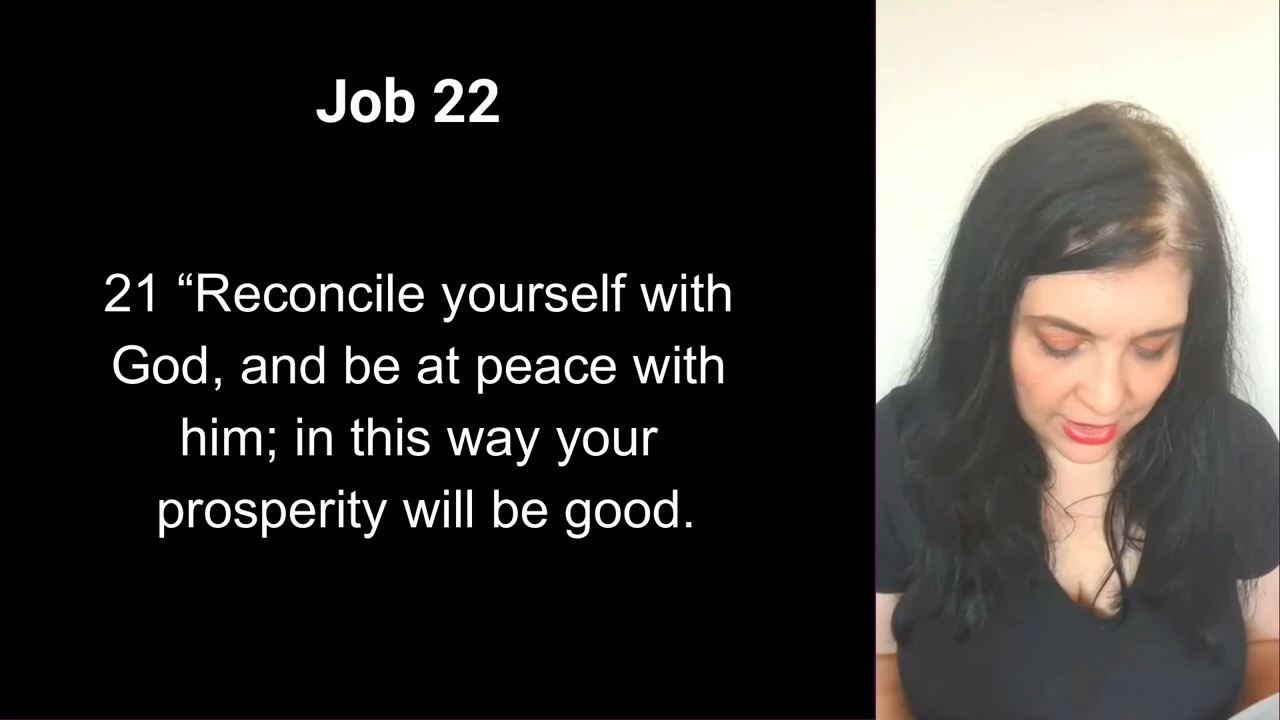 Job 22
21 “Reconcile yourself with
God, and be at peace with
him; in this way your
prosperity will be good.